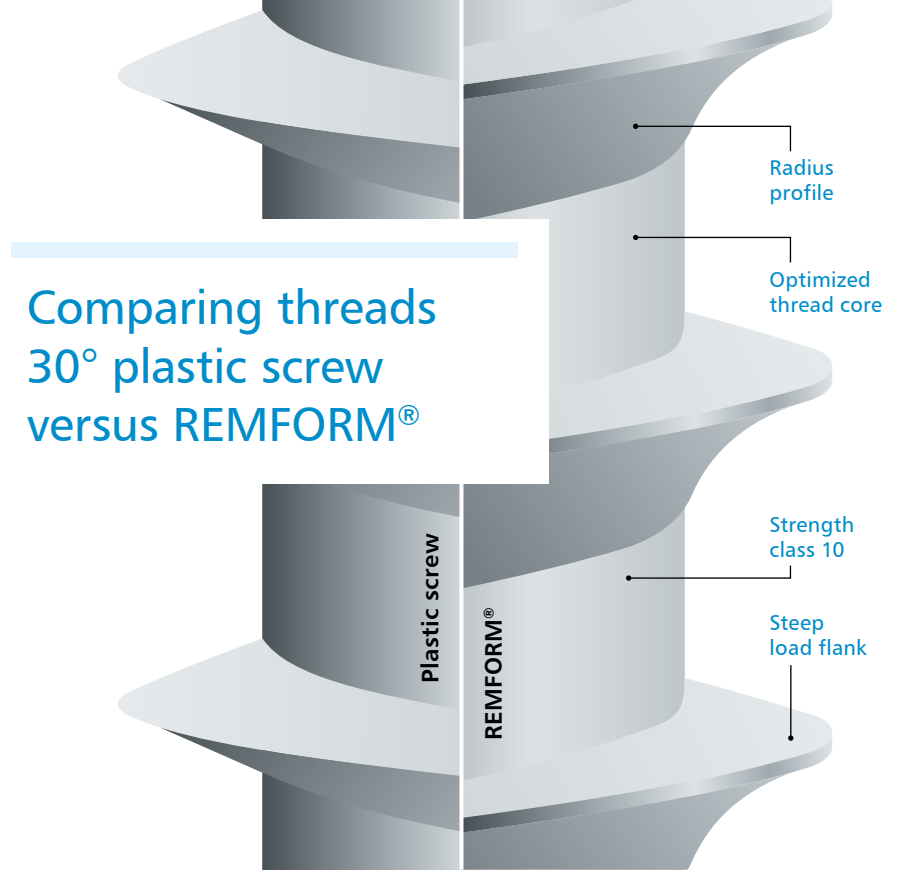 Radius
profile
Optimized
thread core
Comparing threads
30° plastic screw
versus REMFORM®
Strength
class 10
Plastic screw
REMFORM®
Steep
load flank